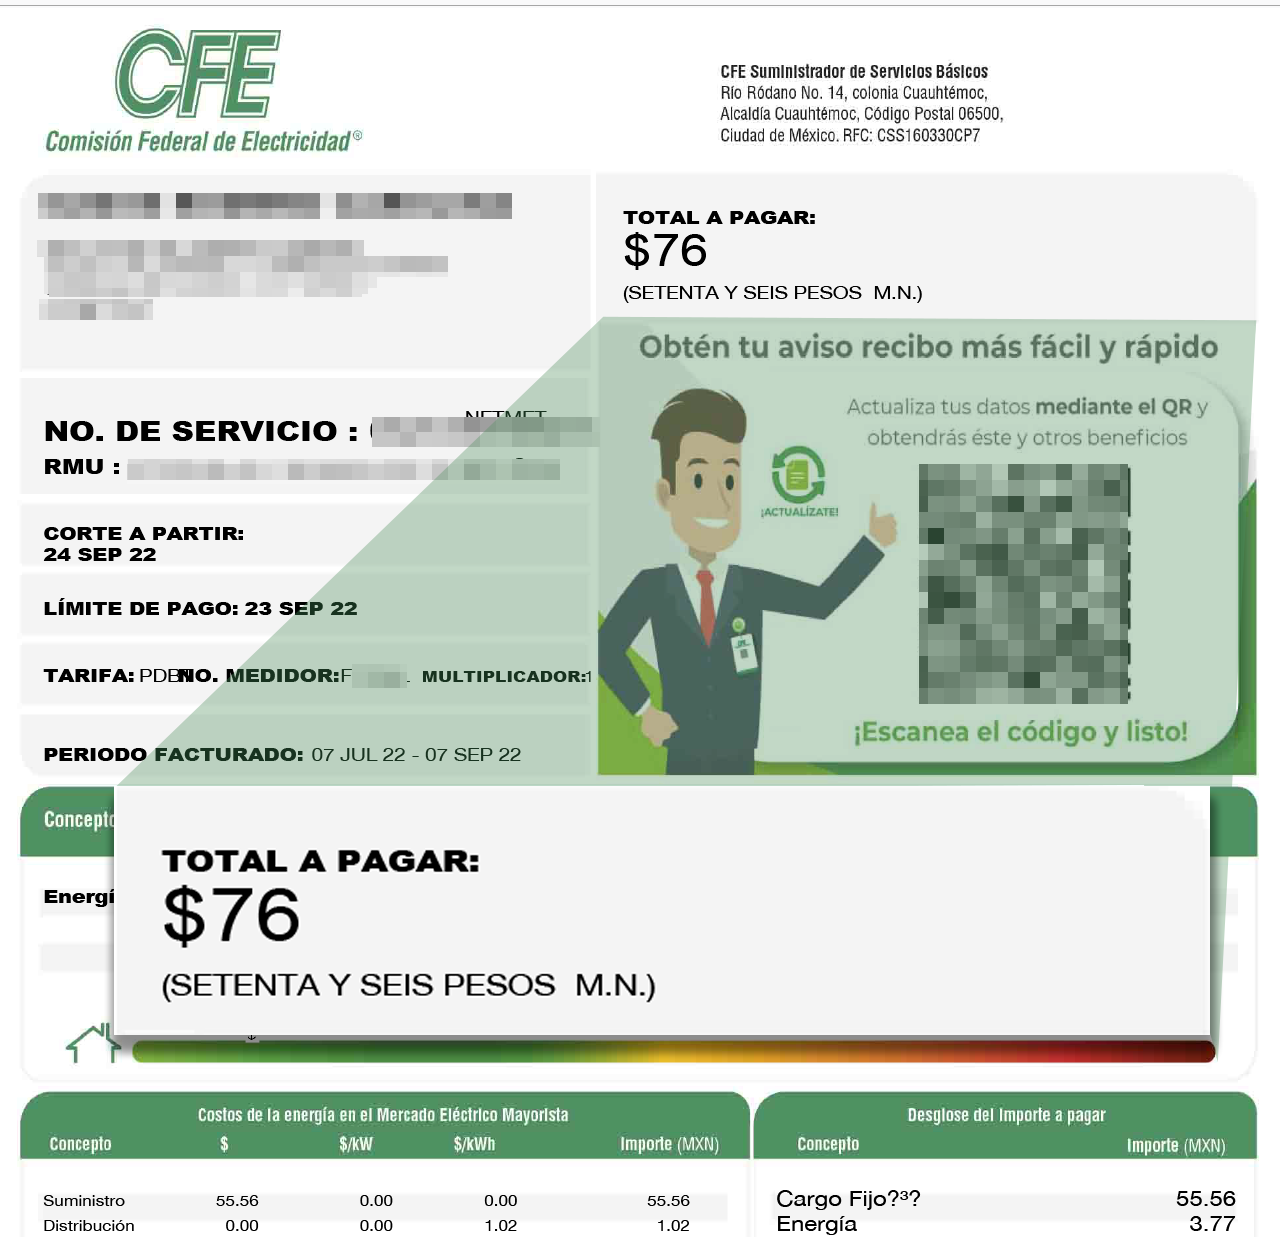 CFE
Comisión Federal de Electricidad®
CFE Suministrador de Servicios Básicos
Río Ródano No. 14, colonia Cuauhtémoc,
Alcaldía Cuauhtémoc, Código Postal 06500,
Ciudad de México. RFC: CSS160330CP7
TOTAL A PAGAR:
$76
(SETENTA Y SEIS PESOS M.N.)
NO. DE SERVICIO :
RMU :
CORTE A PARTIR:
24 SEP 22
LÍMITE DE PAGO: 23 SEP 22
TARIFA: PDBT NO. MEDIDOR: MULTIPLICADOR:1
PERIODO FACTURADO: 07 JUL 22 - 07 SEP 22
Obtén tu aviso recibo más fácil y rápido
Actualiza tus datos mediante el QR y
obtendrás éste y otros beneficios
¡ACTUALÍZATE!
¡Escanea el código y listo!
Concepto
Energí
TOTAL A PAGAR:
$76
(SETENTA Y SEIS PESOS M.N.)
Costos de la energía en el Mercado Eléctrico Mayorista
Concepto $ $/kW $/kWh Importe (MXN)
Suministro 55.56 0.00 0.00 55.56
Distribución 0.00 0.00 1.02 1.02
Desglose del Importe a pagar
Concepto Importe (MXN)
Cargo Fijo?³? 55.56
Energía 3.77